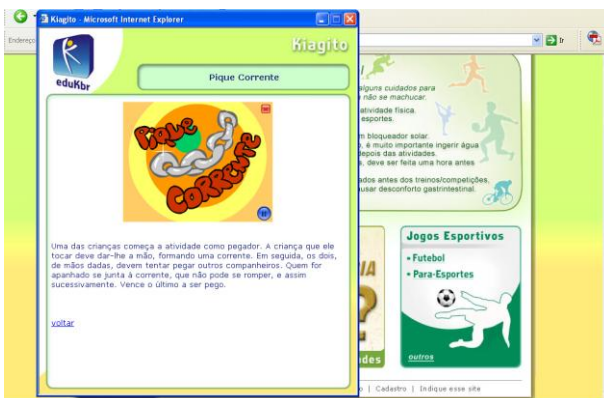 Kiagito - Microsoft Internet Explorer
Endereço
Ir
Kiagito
eduKbr
Pique Corrente
Pique
Corrente
Uma das crianças começa a atividade como pegador. A criança que ele
tocar deve dar-lhe a mão, formando uma corrente. Em seguida, os dois,
de mãos dadas, devem tentar pegar outros companheiros. Quem for
apanhado se junta à corrente, que não pode se romper, e assim
sucessivamente. Vence o último a ser pego.
voltar
alguns cuidados para
não se machucar.
atividade física.
esportes.
bloqueador solar.
é muito importante ingerir água
depois das atividades.
deve ser feita uma hora antes
antes dos treinos/competições,
causar desconforto gastrintestinal.
Jogos Esportivos
• Futebol
• Para-Esportes
outros
| Cadastro | Indique esse site